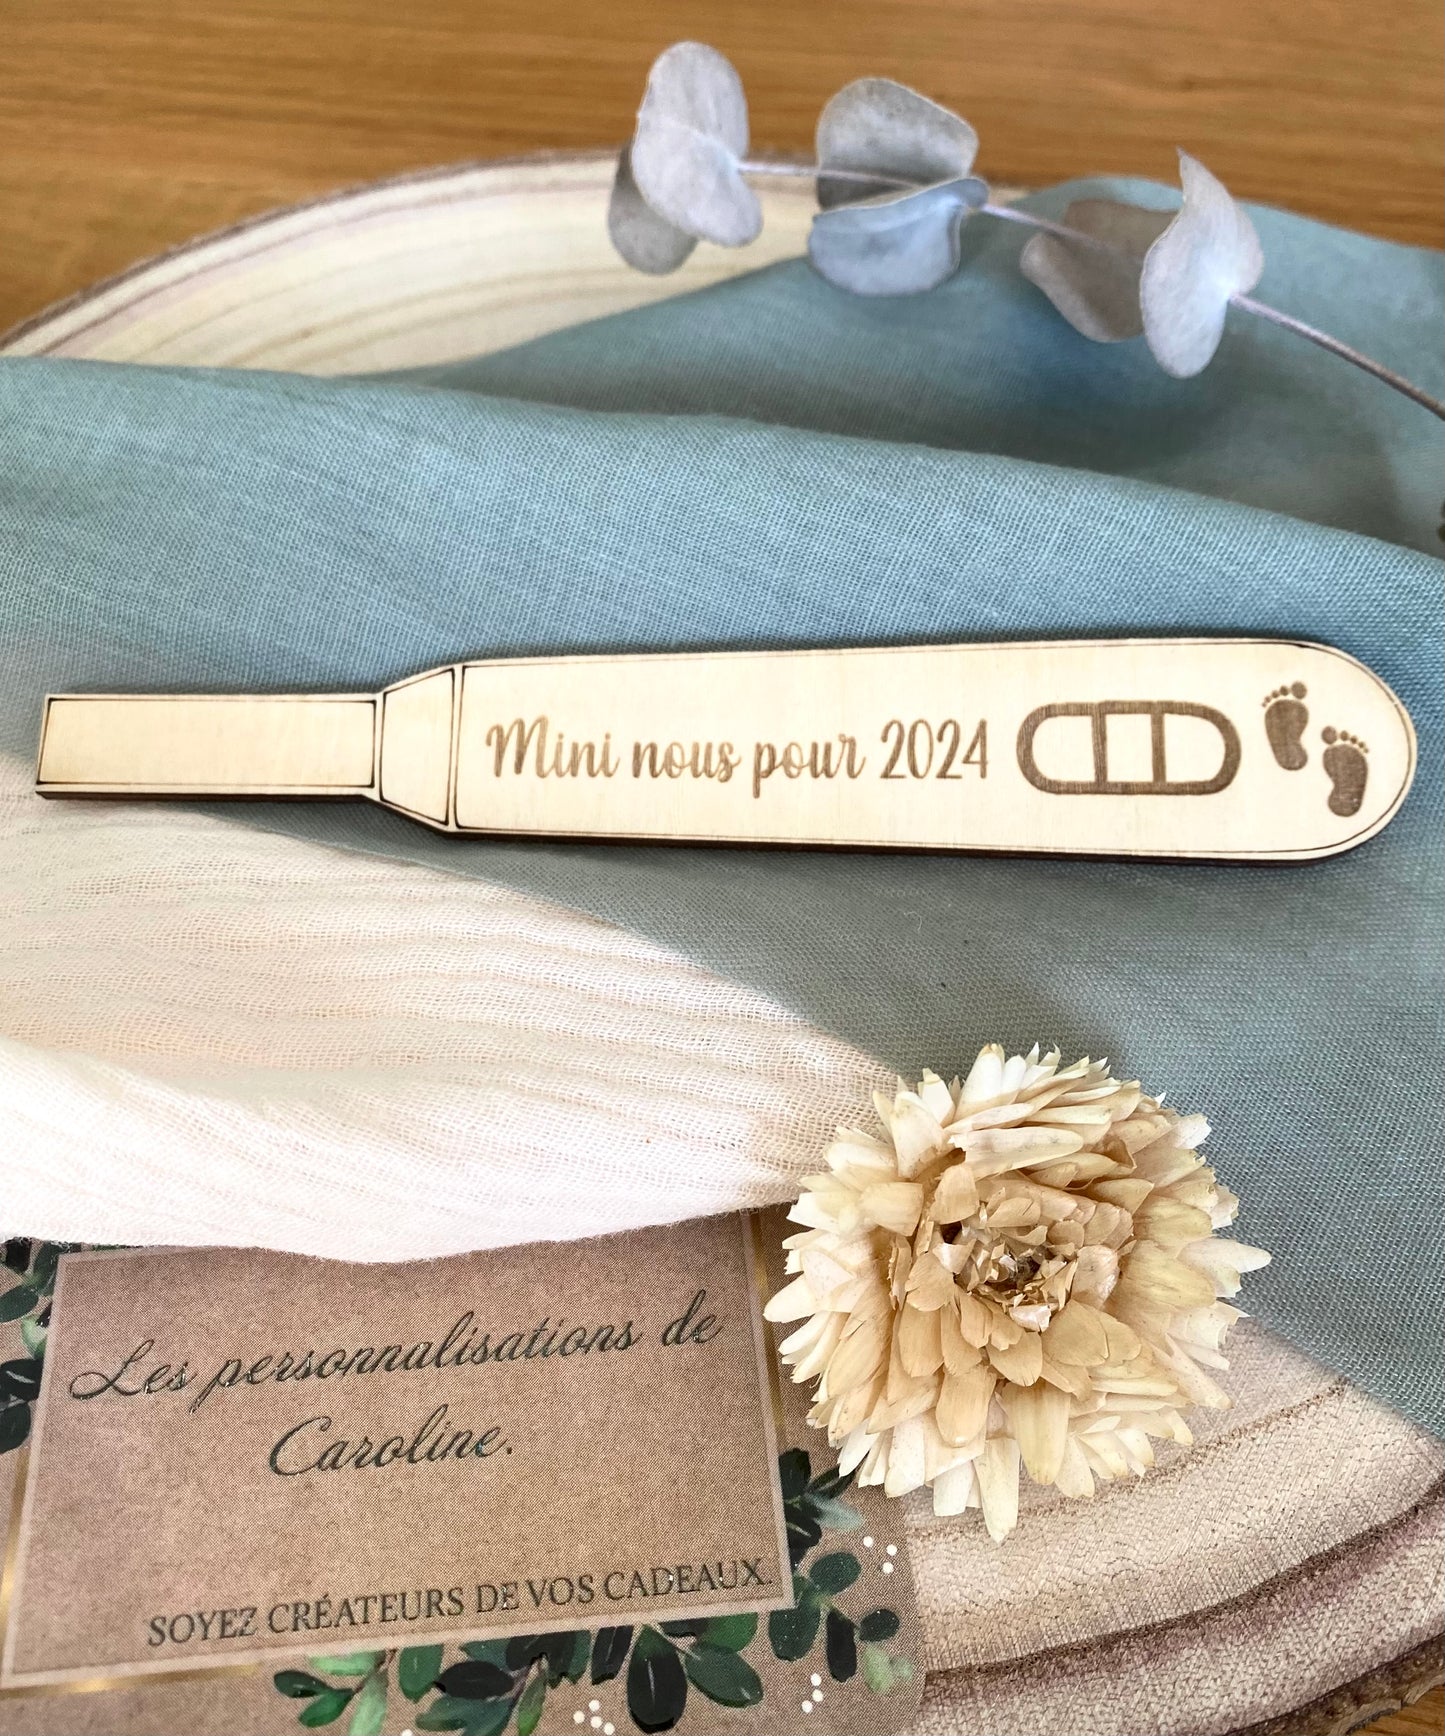 Mini nous pour 2024
Les personnalisations de
Caroline.
SOYEZ CRÉATEURS DE VOS CADEAUX.